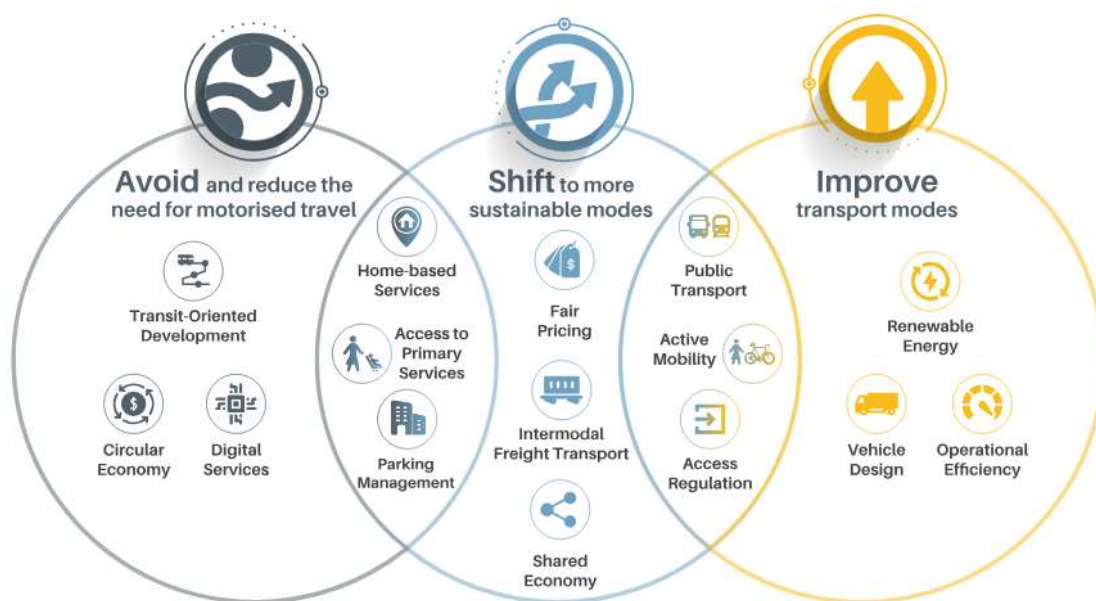 Avoid and reduce the
need for motorised travel
Shift to more
sustainable modes
Improve
transport modes
Transit-Oriented
Development
Circular
Economy
Digital
Services
Home-based
Services
Access to
Primary
Services
Parking
Management
Fair
Pricing
Intermodal
Freight Transport
Shared
Economy
Public
Transport
Active
Mobility
Access
Regulation
Renewable
Energy
Vehicle
Design
Operational
Efficiency